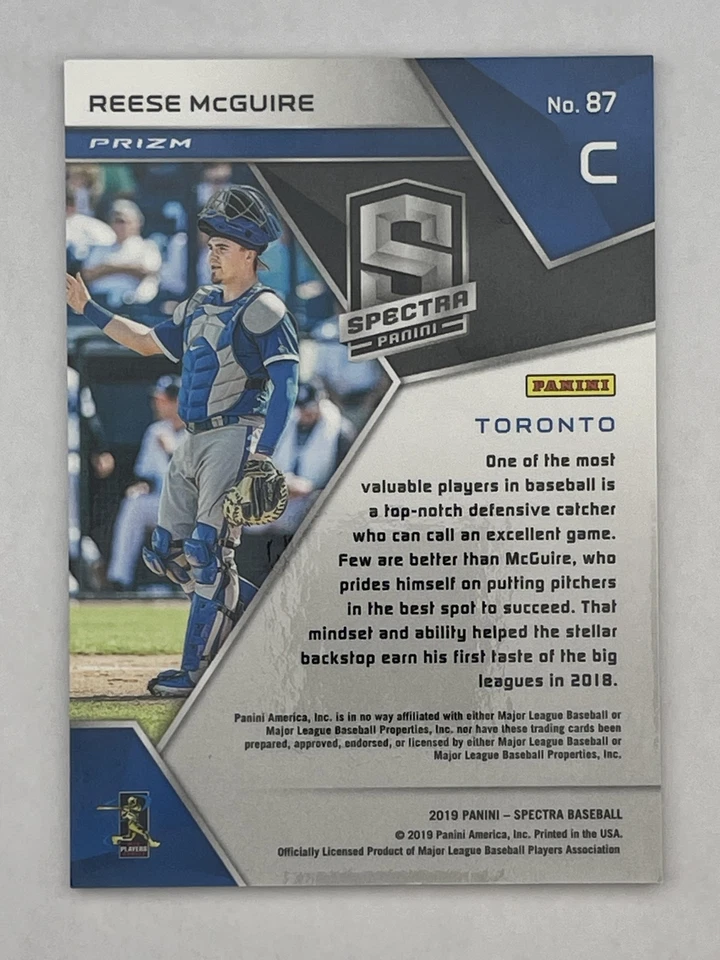 REESE McGUIRE
No. 87
PRIZM
C
S
SPECTRA
PANINI
PANINI
TORONTO
One of the most
valuable players in baseball is
a top-notch defensive catcher
who can call an excellent game.
Few are better than McGuire, who
prides himself on putting pitchers
in the best spot to succeed. That
mindset and ability helped the stellar
backstop earn his first taste of the big
leagues in 2018.
Panini America, Inc. is in no way affiliated with either Major League Baseball or
Major League Baseball Properties, Inc. nor have these trading cards been
prepared, approved, endorsed, or licensed by either Major League Baseball or
Major League Baseball Properties, Inc.
2019 PANINI – SPECTRA BASEBALL
© 2019 Panini America, Inc. Printed in the USA.
Officially Licensed Product of Major League Baseball Players Association
PLAYERS